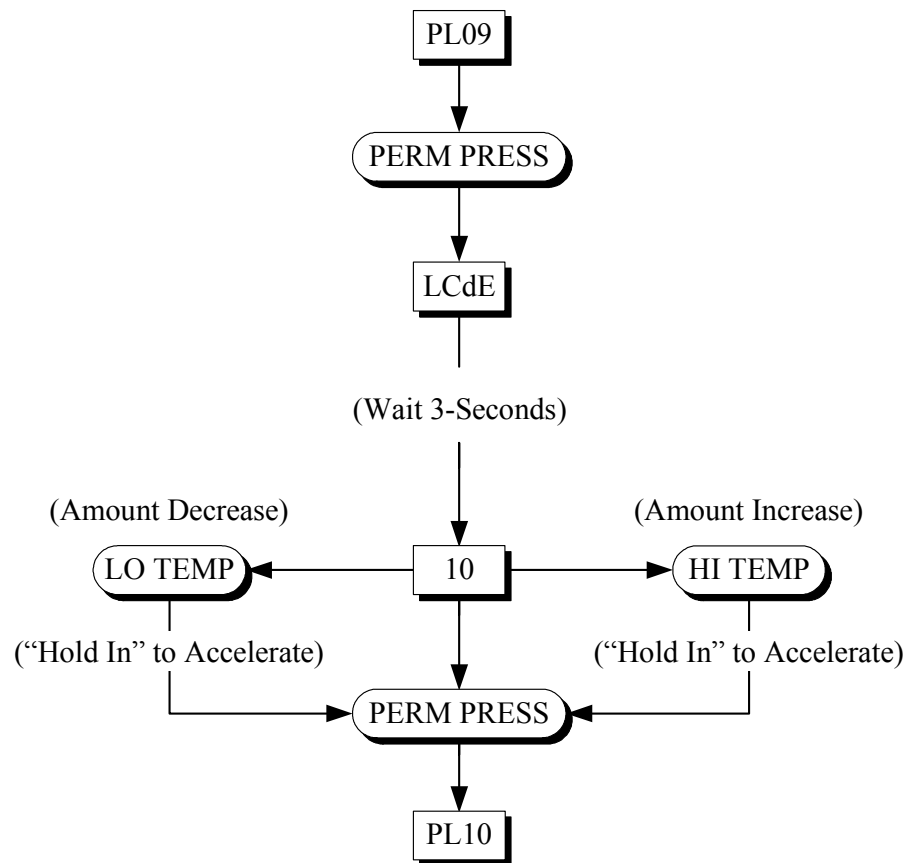 PL09
PERM PRESS
LCdE
(Wait 3-Seconds)
(Amount Decrease)
(Amount Increase)
LO TEMP
10
HI TEMP
(“Hold In” to Accelerate)
(“Hold In” to Accelerate)
PERM PRESS
PL10